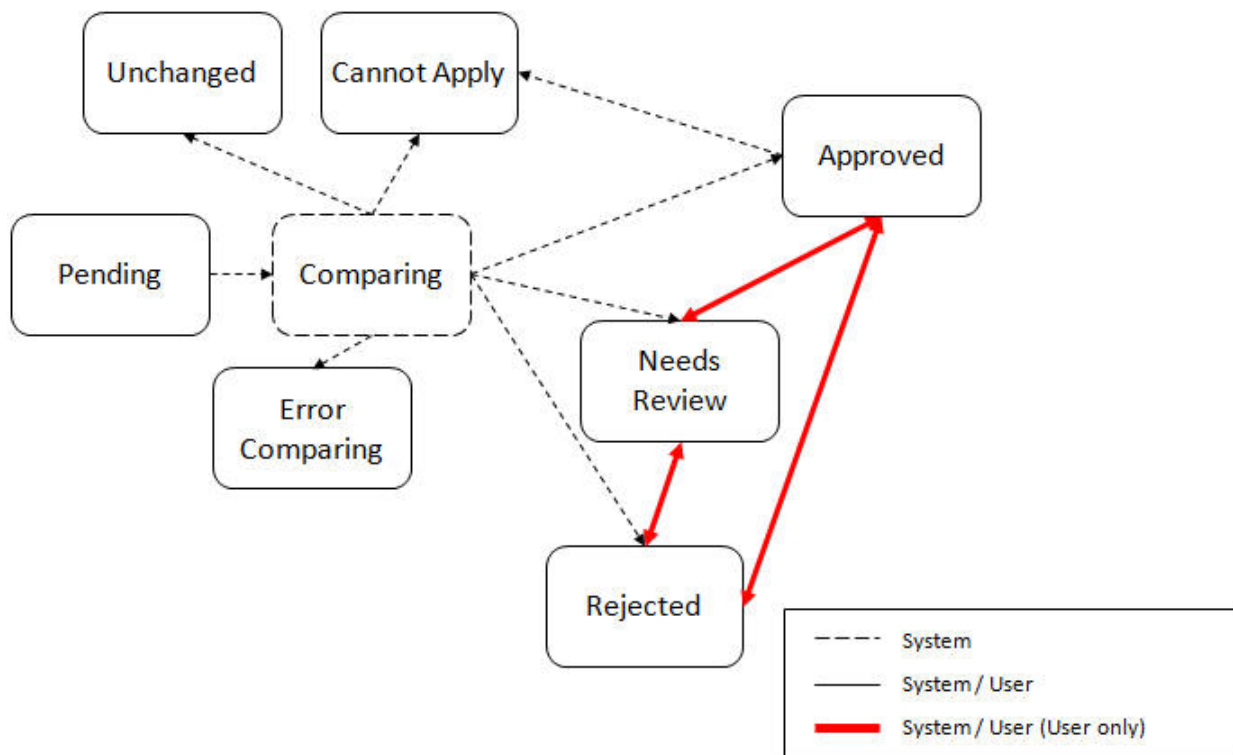 Unchanged
Cannot Apply
Approved
Pending
Comparing
Needs
Review
Error
Comparing
Rejected
System
System / User
System / User (User only)